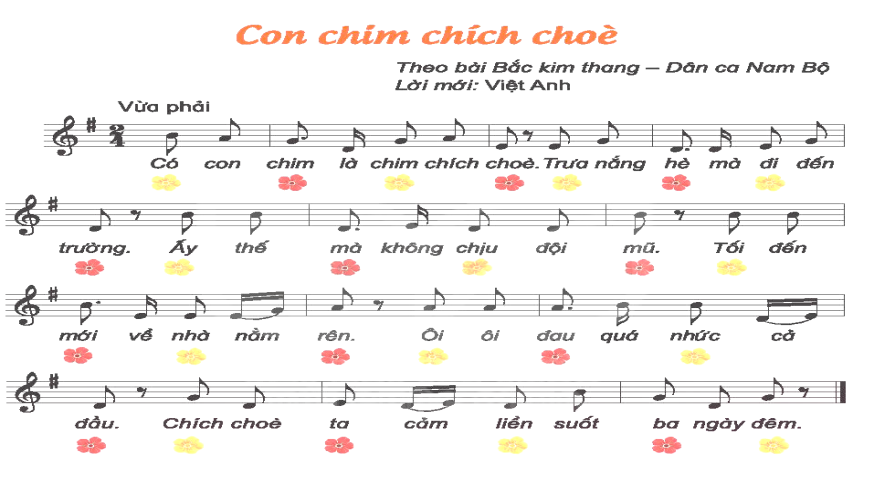 Con chim chích choè
Theo bài Bắc kim thang – Dân ca Nam Bộ
Lời mới: Việt Anh
Vừa phải
2
4
Có con chim là chim chích choè. Trưa nắng hè mà đi đến
trường. Ấy thế mà không chịu đội mũ. Tối đến
mới về nhà nằm rên. Ôi ôi đau quá nhức cả
đầu. Chích choè ta cảm liền suốt ba ngày đêm.